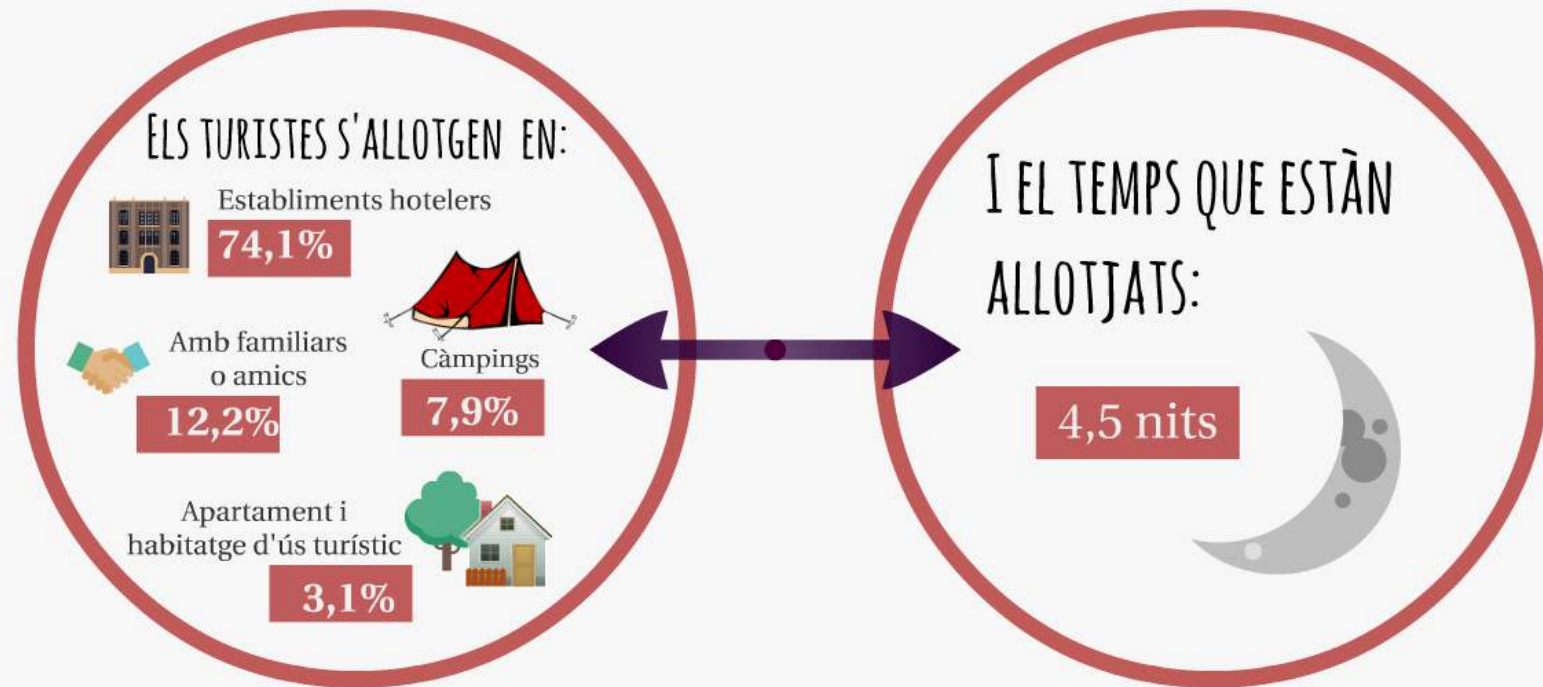 ELS TURISTES S'ALLOTGEN EN:
Establiments hotelers
74,1%
Amb familiars
o amics
12,2%
Càmpings
7,9%
Apartament i
habitatge d'ús turístic
3,1%
I EL TEMPS QUE ESTÀN
ALLOTJATS:
4,5 nits